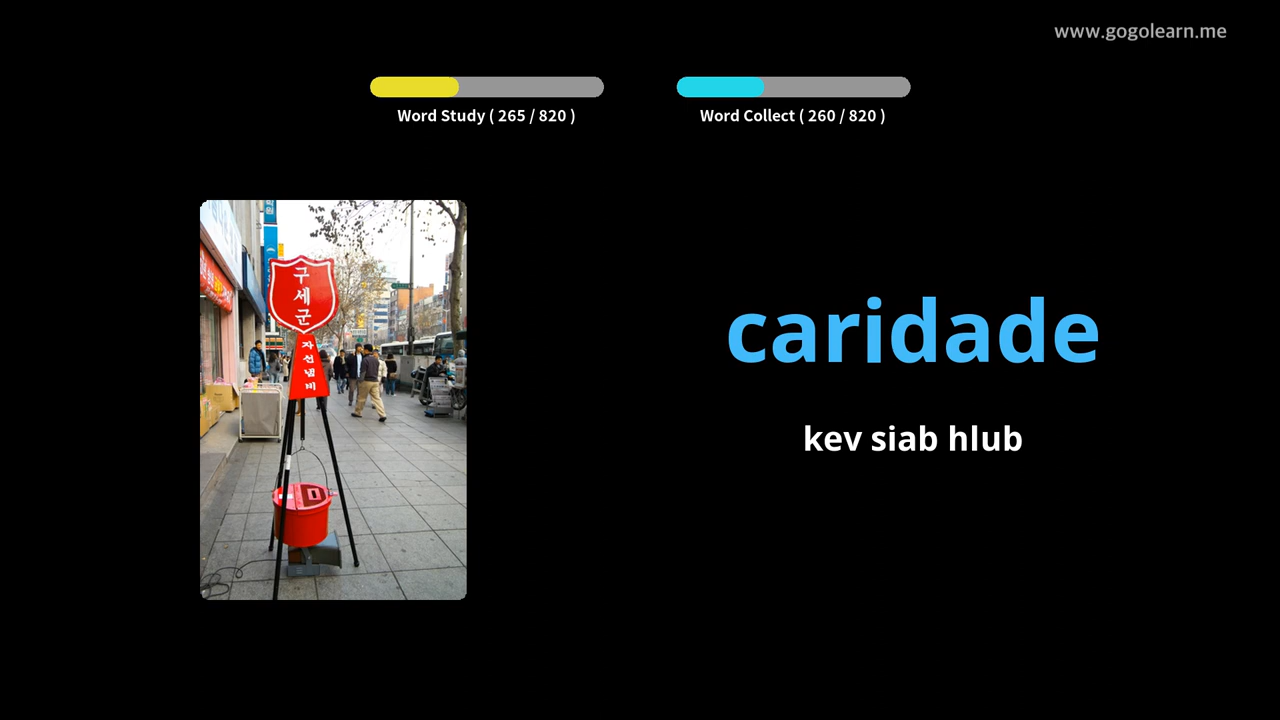 www.gogolearn.me
Word Study ( 265 / 820 )
Word Collect ( 260 / 820 )
구
세
군
자
선
냄
비
caridade
kev siab hlub